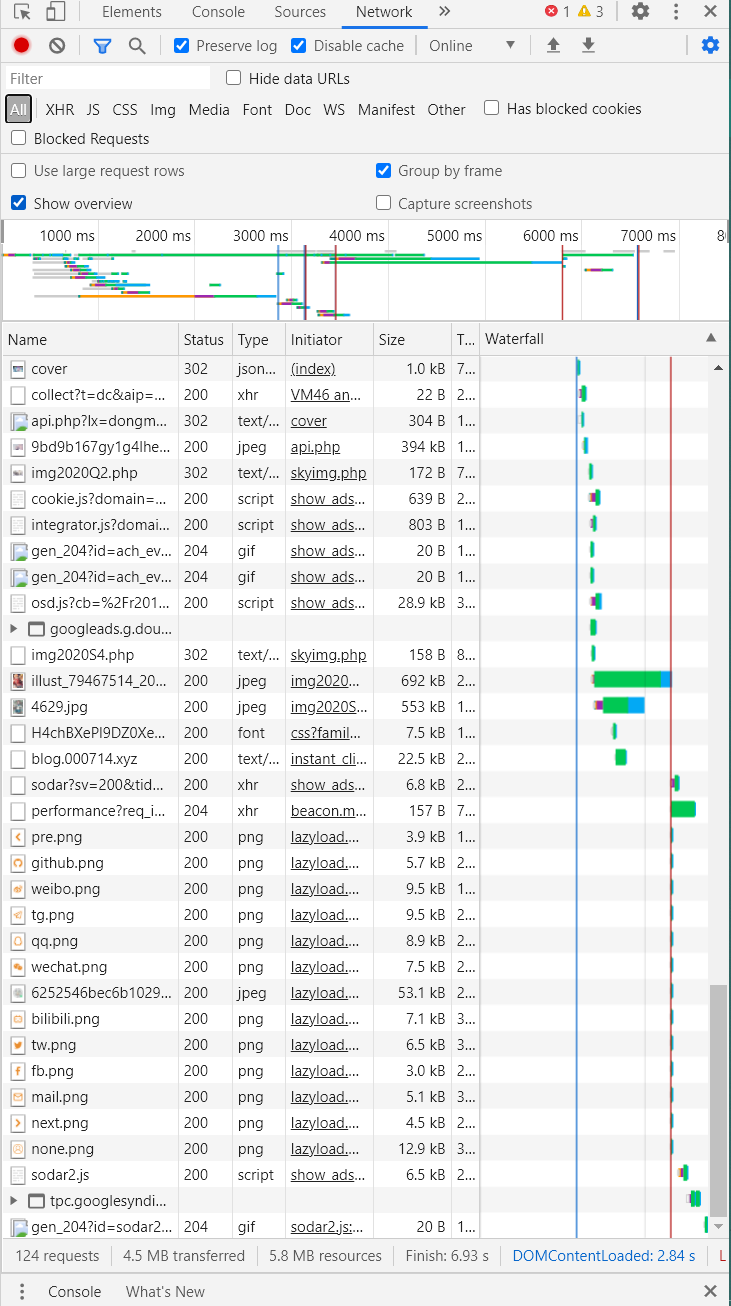 Elements Console Sources Network 1 3
Preserve log Disable cache Online
Filter Hide data URLs
All XHR JS CSS Img Media Font Doc WS Manifest Other Has blocked cookies
Blocked Requests
Use large request rows Group by frame
Show overview Capture screenshots
1000 ms 2000 ms 3000 ms 4000 ms 5000 ms 6000 ms 7000 ms 8
Name Status Type Initiator Size T... Waterfall
cover 302 json... (index) 1.0 kB 7...
collect?t=dc&aip=... 200 xhr VM46 an... 22 B 2...
api.php?lx=dongm... 302 text/... cover 304 B 1...
9bd9b167gy1g4lhe... 200 jpeg api.php 394 kB 1...
img2020Q2.php 302 text/... skyimg.php 172 B 7...
cookie.js?domain=... 200 script show_ads... 639 B 2...
integrator.js?domai... 200 script show_ads... 803 B 1...
gen_204?id=ach_ev... 204 gif show_ads... 20 B 1...
gen_204?id=ach_ev... 204 gif show_ads... 20 B 1...
osd.js?cb=%2Fr201... 200 script show_ads... 28.9 kB 3...
googleads.g.dou...
img2020S4.php 302 text/... skyimg.php 158 B 8...
illust_79467514_20... 200 jpeg img2020... 692 kB 2...
4629.jpg 200 jpeg img2020S... 553 kB 1...
H4chBXePl9DZ0Xe... 200 font css?famil... 7.5 kB 1...
blog.000714.xyz 200 text/... instant_cli... 22.5 kB 2...
sodar?sv=200&tid... 200 xhr show_ads... 6.8 kB 2...
performance?req_i... 204 xhr beacon.m... 157 B 7...
pre.png 200 png lazyload.... 3.9 kB 1...
github.png 200 png lazyload.... 5.7 kB 2...
weibo.png 200 png lazyload.... 9.5 kB 1...
tg.png 200 png lazyload.... 9.5 kB 2...
qq.png 200 png lazyload.... 8.9 kB 2...
wechat.png 200 png lazyload.... 7.5 kB 2...
6252546bec6b1029... 200 jpeg lazyload.... 53.1 kB 2...
bilibili.png 200 png lazyload.... 7.1 kB 3...
tw.png 200 png lazyload.... 6.5 kB 3...
fb.png 200 png lazyload.... 3.0 kB 2...
mail.png 200 png lazyload.... 5.1 kB 3...
next.png 200 png lazyload.... 4.5 kB 2...
none.png 200 png lazyload.... 12.9 kB 3...
sodar2.js 200 script show_ads... 6.5 kB 2...
tpc.googlesyndi...
gen_204?id=sodar2... 204 gif sodar2.js:... 20 B 1...
124 requests 4.5 MB transferred 5.8 MB resources Finish: 6.93 s DOMContentLoaded: 2.84 s L
Console What's New